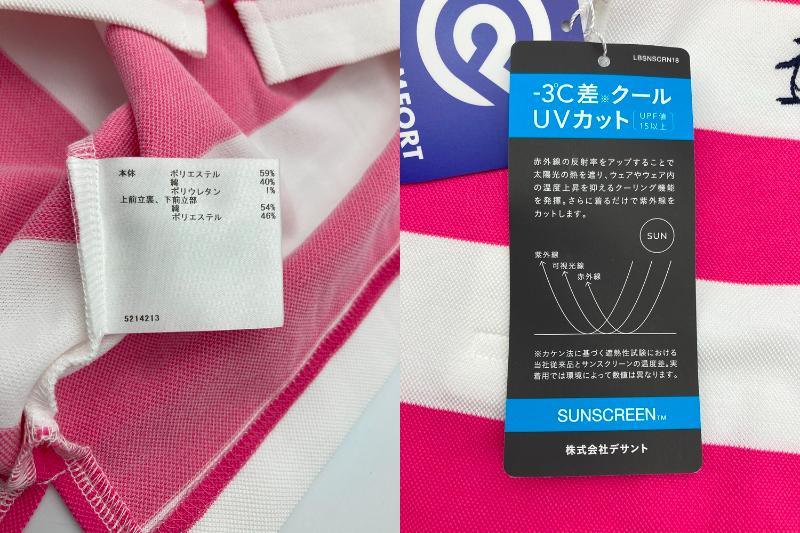 本体 ポリエステル 59%
綿 40%
ポリウレタン 1%
上前立裏、下前立部
綿 54%
ポリエステル 46%
5214213
MFORT
LBSNSCRN18
-3℃差※クール
UVカット
UPF値
15以上
赤外線の反射率をアップすることで
太陽光の熱を遮り、ウェアやウェア内
の温度上昇を抑えるクーリング機能
を発揮。さらに着るだけで紫外線を
カットします。
SUN
紫外線
可視光線
赤外線
※カケン法に基づく遮熱性試験における
当社従来品とサンスクリーンの温度差。実
着用では環境によって数値は異なります。
SUNSCREEN™
株式会社デサント